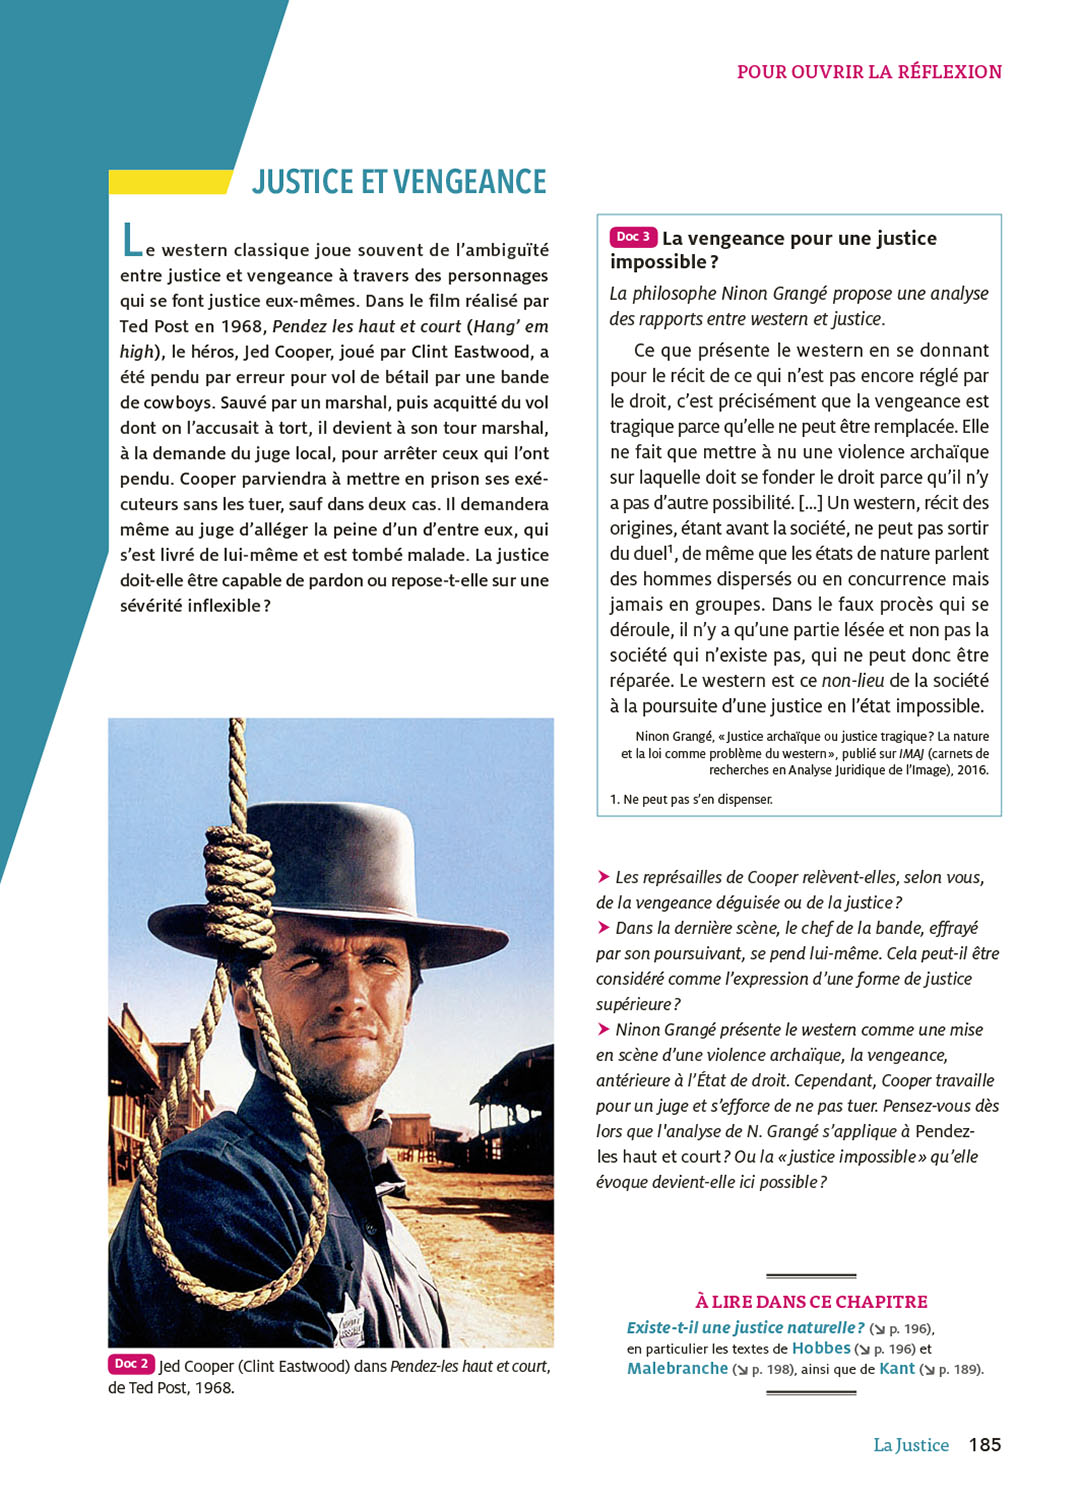 POUR OUVRIR LA RÉFLEXION
JUSTICE ET VENGEANCE
Le western classique joue souvent de l’ambiguïté
entre justice et vengeance à travers des personnages
qui se font justice eux-mêmes. Dans le film réalisé par
Ted Post en 1968, Pendez les haut et court (Hang’ em
high), le héros, Jed Cooper, joué par Clint Eastwood, a
été pendu par erreur pour vol de bétail par une bande
de cowboys. Sauvé par un marshal, puis acquitté du vol
dont on l’accusait à tort, il devient à son tour marshal,
à la demande du juge local, pour arrêter ceux qui l’ont
pendu. Cooper parviendra à mettre en prison ses exé-
cuteurs sans les tuer, sauf dans deux cas. Il demandera
même au juge d’alléger la peine d’un d’entre eux, qui
s’est livré de lui-même et est tombé malade. La justice
doit-elle être capable de pardon ou repose-t-elle sur une
sévérité inflexible ?
Doc 2 Jed Cooper (Clint Eastwood) dans Pendez-les haut et court,
de Ted Post, 1968.
Doc 3 La vengeance pour une justice
impossible ?
La philosophe Ninon Grangé propose une analyse
des rapports entre western et justice.
Ce que présente le western en se donnant
pour le récit de ce qui n’est pas encore réglé par
le droit, c’est précisément que la vengeance est
tragique parce qu’elle ne peut être remplacée. Elle
ne fait que mettre à nu une violence archaïque
sur laquelle doit se fonder le droit parce qu’il n’y
a pas d’autre possibilité. [...] Un western, récit des
origines, étant avant la société, ne peut pas sortir
du duel¹, de même que les états de nature parlent
des hommes dispersés ou en concurrence mais
jamais en groupes. Dans le faux procès qui se
déroule, il n’y a qu’une partie lésée et non pas la
société qui n’existe pas, qui ne peut donc être
réparée. Le western est ce non-lieu de la société
à la poursuite d’une justice en l’état impossible.
Ninon Grangé, « Justice archaïque ou justice tragique ? La nature
et la loi comme problème du western », publié sur IMAJ (carnets de
recherches en Analyse Juridique de l’Image), 2016.
1. Ne peut pas s’en dispenser.
➤ Les représailles de Cooper relèvent-elles, selon vous,
de la vengeance déguisée ou de la justice ?
➤ Dans la dernière scène, le chef de la bande, effrayé
par son poursuivant, se pend lui-même. Cela peut-il être
considéré comme l’expression d’une forme de justice
supérieure ?
➤ Ninon Grangé présente le western comme une mise
en scène d’une violence archaïque, la vengeance,
antérieure à l’État de droit. Cependant, Cooper travaille
pour un juge et s’efforce de ne pas tuer. Pensez-vous dès
lors que l'analyse de N. Grangé s’applique à Pendez-
les haut et court ? Ou la « justice impossible » qu’elle
évoque devient-elle ici possible ?
À LIRE DANS CE CHAPITRE
Existe-t-il une justice naturelle ? (↘ p. 196),
en particulier les textes de Hobbes (↘ p. 196) et
Malebranche (↘ p. 198), ainsi que de Kant (↘ p. 189).
La Justice 185